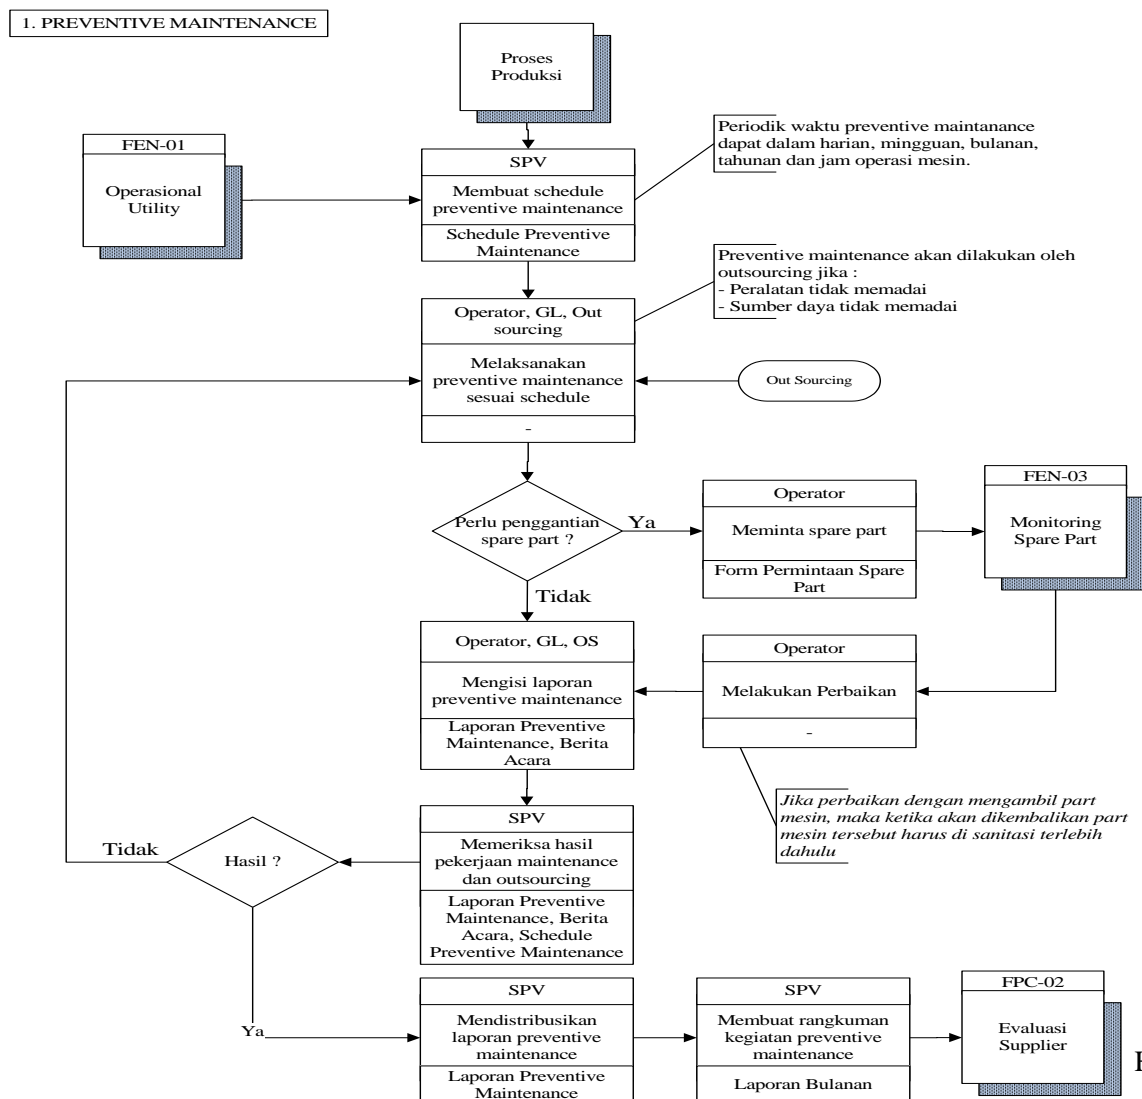 1. PREVENTIVE MAINTENANCE
Proses
Produksi
FEN-01
Operasional
Utility
SPV
Membuat schedule
preventive maintenance
Schedule Preventive
Maintenance
Periodik waktu preventive maintanance
dapat dalam harian, mingguan, bulanan,
tahunan dan jam operasi mesin.
Preventive maintenance akan dilakukan oleh
outsourcing jika :
- Peralatan tidak memadai
- Sumber daya tidak memadai
Operator, GL, Out
sourcing
Melaksanakan
preventive maintenance
sesuai schedule
-
Out Sourcing
Perlu penggantian
spare part ?
Ya
Tidak
Operator
Meminta spare part
Form Permintaan Spare
Part
FEN-03
Monitoring
Spare Part
Operator, GL, OS
Mengisi laporan
preventive maintenance
Laporan Preventive
Maintenance, Berita
Acara
Operator
Melakukan Perbaikan
-
Jika perbaikan dengan mengambil part
mesin, maka ketika akan dikembalikan part
mesin tersebut harus di sanitasi terlebih
dahulu
SPV
Memeriksa hasil
pekerjaan maintenance
dan outsourcing
Laporan Preventive
Maintenance, Berita
Acara, Schedule
Preventive Maintenance
Hasil ?
Tidak
Ya
SPV
Mendistribusikan
laporan preventive
maintenance
Laporan Preventive
Maintenance
SPV
Membuat rangkuman
kegiatan preventive
maintenance
Laporan Bulanan
FPC-02
Evaluasi
Supplier